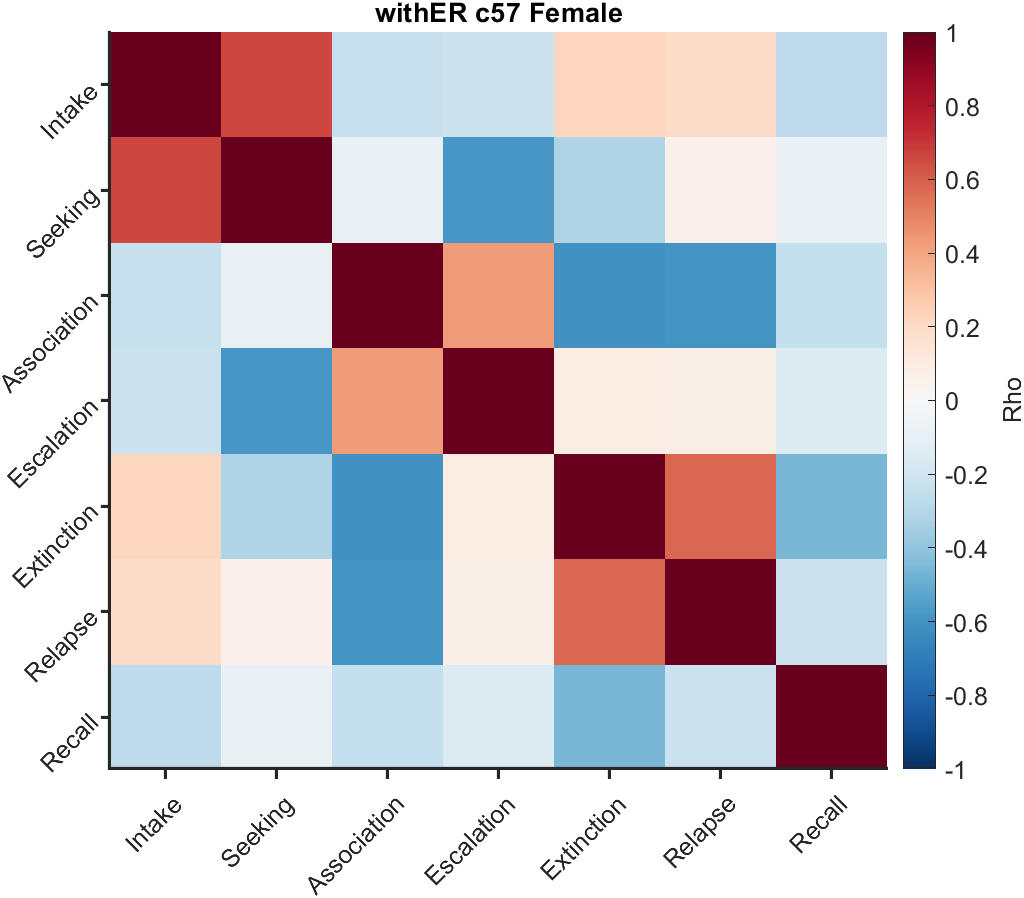 withER c57 Female
Intake
Seeking
Association
Escalation
Extinction
Relapse
Recall
Intake
Seeking
Association
Escalation
Extinction
Relapse
Recall
1
0.8
0.6
0.4
0.2
0
-0.2
-0.4
-0.6
-0.8
-1
Rho